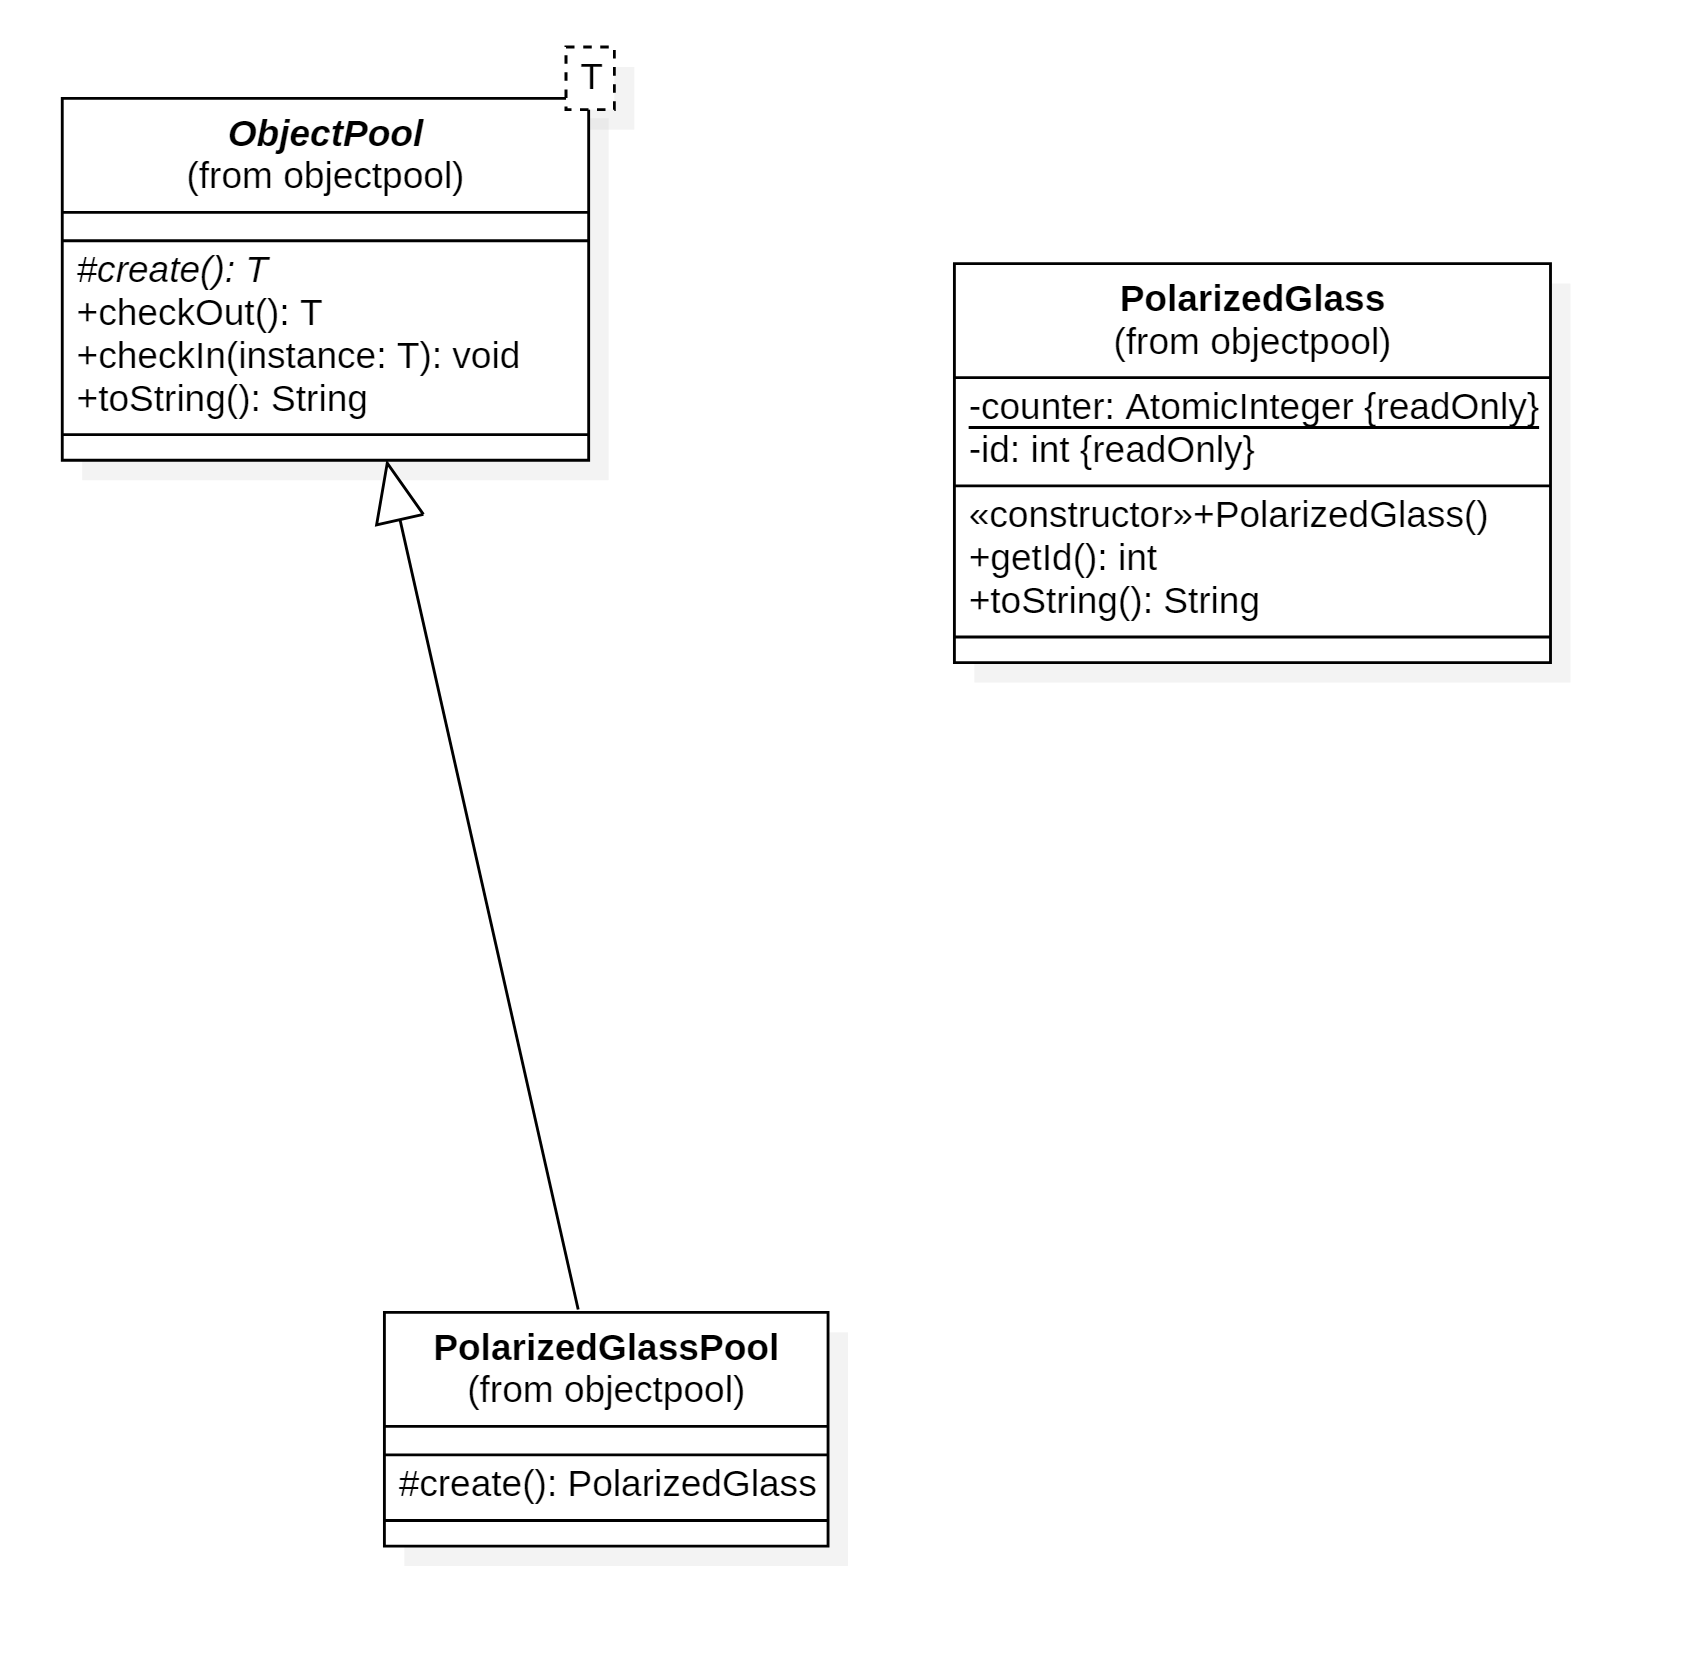 T
ObjectPool
(from objectpool)
#create(): T
+checkOut(): T
+checkIn(instance: T): void
+toString(): String
PolarizedGlass
(from objectpool)
-counter: AtomicInteger {readOnly}
-id: int {readOnly}
«constructor»+PolarizedGlass()
+getId(): int
+toString(): String
PolarizedGlassPool
(from objectpool)
#create(): PolarizedGlass